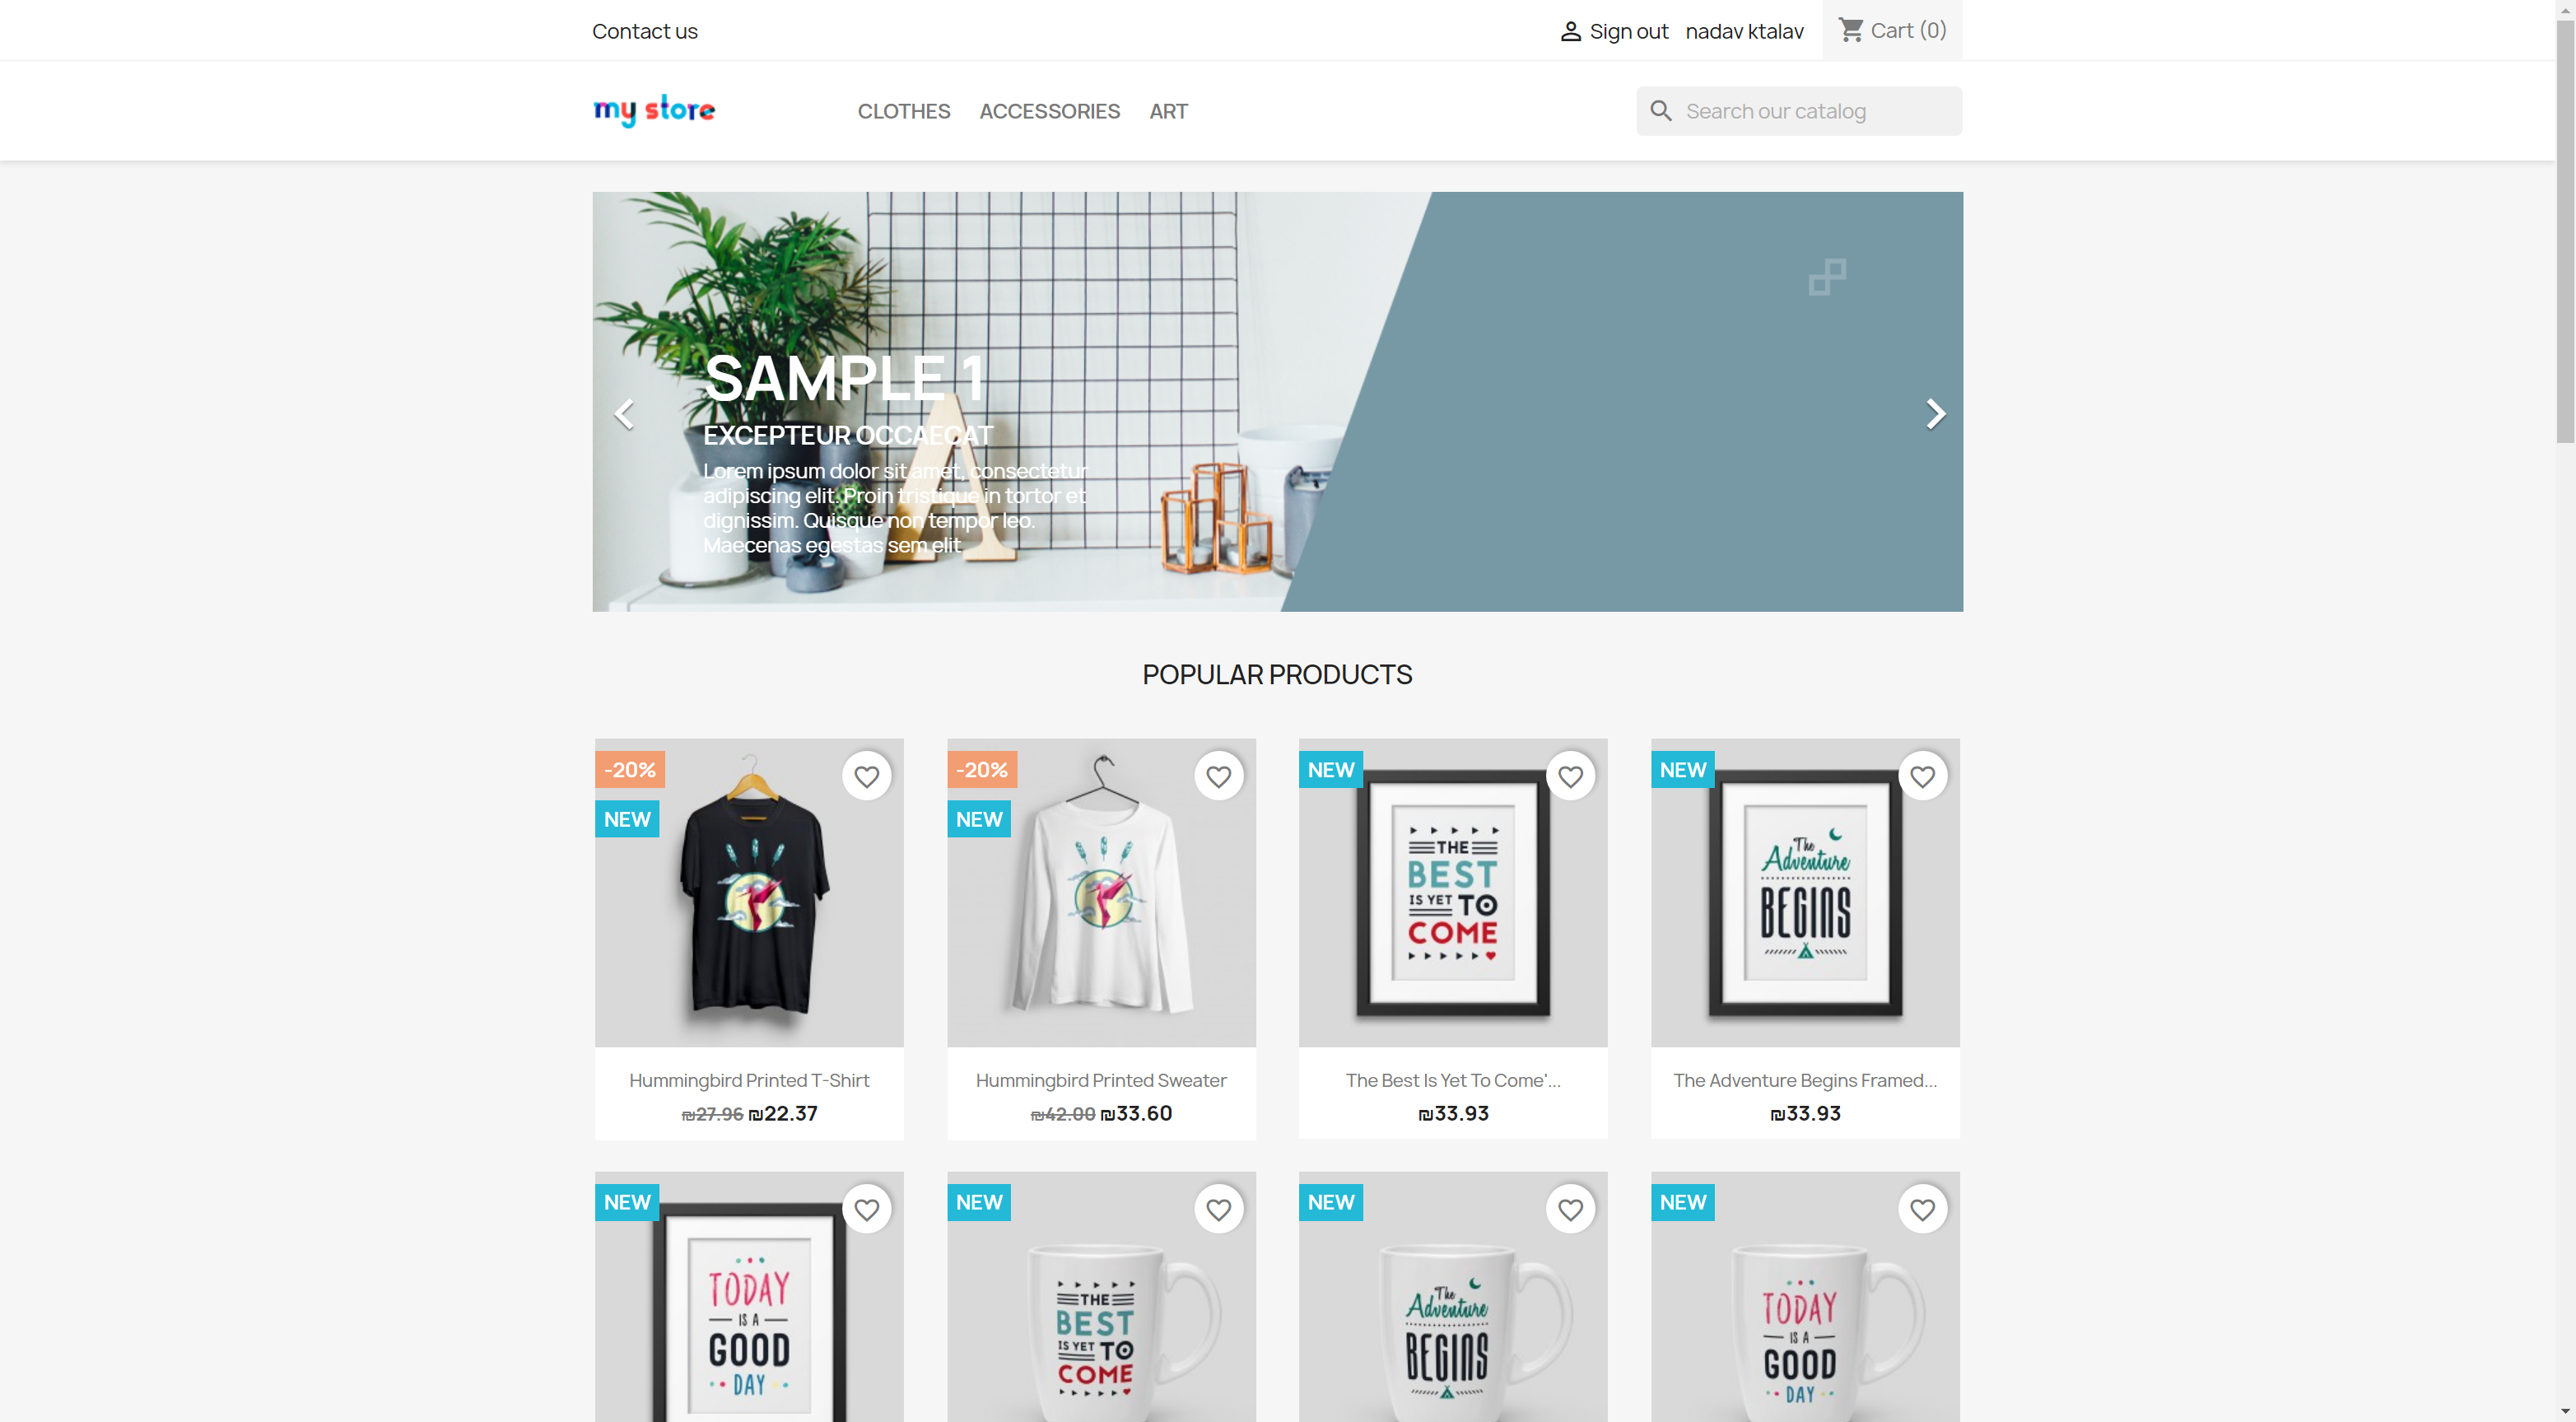 Contact us
Sign out nadav ktalav Cart (0)
my store
CLOTHES ACCESSORIES ART
Search our catalog
SAMPLE 1
EXCEPTEUR OCCAECAT
Lorem ipsum dolor sit amet, consectetur
adipiscing elit. Proin tristique in tortor et
dignissim. Quisque non tempor leo.
Maecenas egestas sem elit
POPULAR PRODUCTS
-20%
NEW
Hummingbird Printed T-Shirt
₪27.96 ₪22.37
-20%
NEW
Hummingbird Printed Sweater
₪42.00 ₪33.60
NEW
THE
BEST
IS YET TO
COME
The Best Is Yet To Come'...
₪33.93
NEW
The
Adventure
BEGINS
The Adventure Begins Framed...
₪33.93
NEW
TODAY
IS A
GOOD
DAY
NEW
THE
BEST
IS YET TO
COME
NEW
The
Adventure
BEGINS
NEW
TODAY
IS A
GOOD
DAY